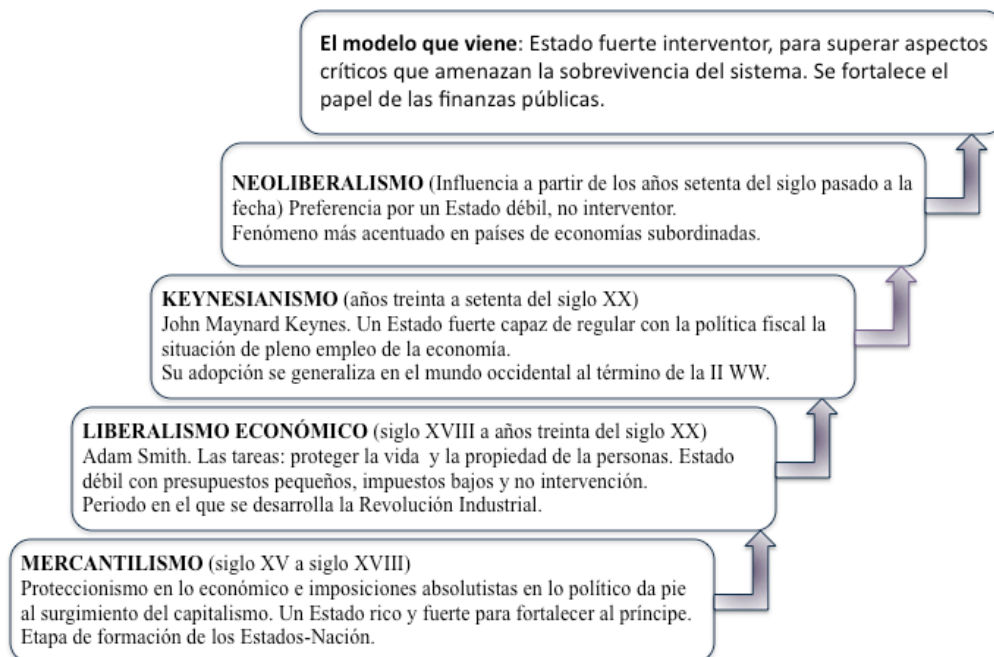 El modelo que viene: Estado fuerte interventor, para superar aspectos
críticos que amenazan la sobrevivencia del sistema. Se fortalece el
papel de las finanzas públicas.
NEOLIBERALISMO (Influencia a partir de los años setenta del siglo pasado a la
fecha) Preferencia por un Estado débil, no interventor.
Fenómeno más acentuado en países de economías subordinadas.
KEYNESIANISMO (años treinta a setenta del siglo XX)
John Maynard Keynes. Un Estado fuerte capaz de regular con la política fiscal la
situación de pleno empleo de la economía.
Su adopción se generaliza en el mundo occidental al término de la II WW.
LIBERALISMO ECONÓMICO (siglo XVIII a años treinta del siglo XX)
Adam Smith. Las tareas: proteger la vida y la propiedad de la personas. Estado
débil con presupuestos pequeños, impuestos bajos y no intervención.
Periodo en el que se desarrolla la Revolución Industrial.
MERCANTILISMO (siglo XV a siglo XVIII)
Proteccionismo en lo económico e imposiciones absolutistas en lo político da pie
al surgimiento del capitalismo. Un Estado rico y fuerte para fortalecer al príncipe.
Etapa de formación de los Estados-Nación.